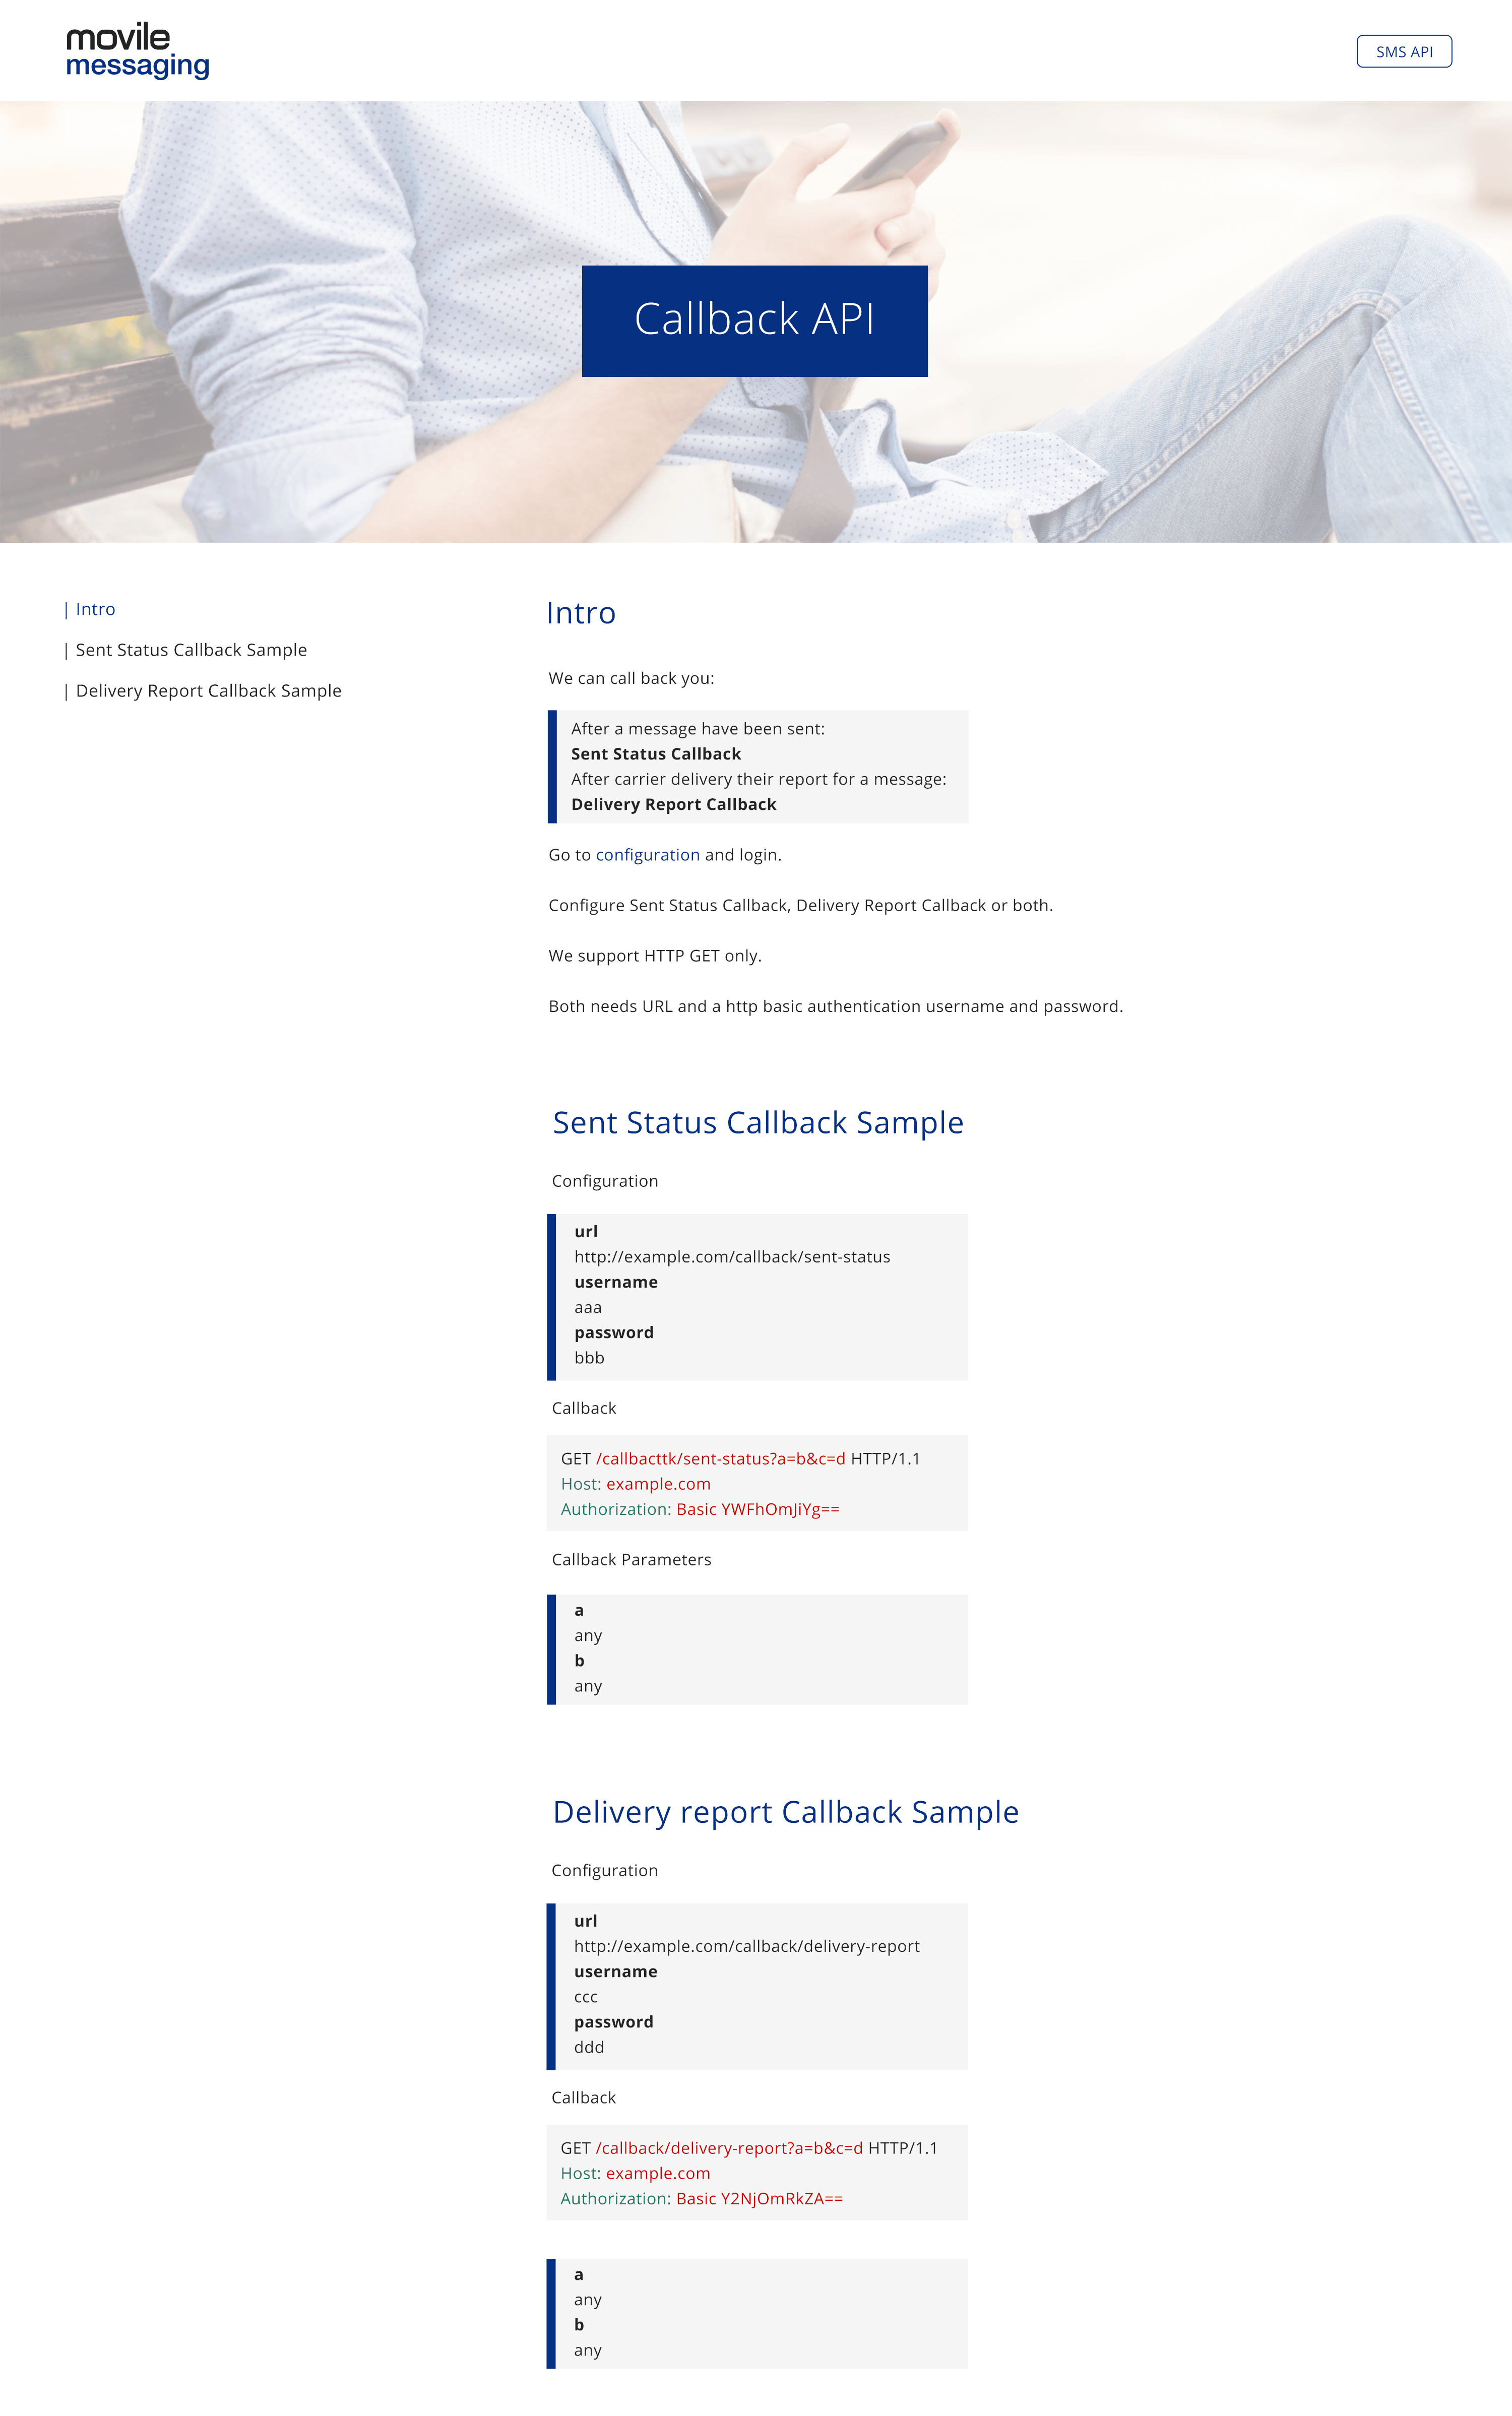 movile
messaging
SMS API
Callback API
| Intro
| Sent Status Callback Sample
| Delivery Report Callback Sample
Intro
We can call back you:
After a message have been sent:
Sent Status Callback
After carrier delivery their report for a message:
Delivery Report Callback
Go to configuration and login.
Configure Sent Status Callback, Delivery Report Callback or both.
We support HTTP GET only.
Both needs URL and a http basic authentication username and password.
Sent Status Callback Sample
Configuration
url
http://example.com/callback/sent-status
username
aaa
password
bbb
Callback
GET /callbacttk/sent-status?a=b&c=d HTTP/1.1
Host: example.com
Authorization: Basic YWFhOmJiYg==
Callback Parameters
a
any
b
any
Delivery report Callback Sample
Configuration
url
http://example.com/callback/delivery-report
username
ccc
password
ddd
Callback
GET /callback/delivery-report?a=b&c=d HTTP/1.1
Host: example.com
Authorization: Basic Y2NjOmRkZA==
a
any
b
any